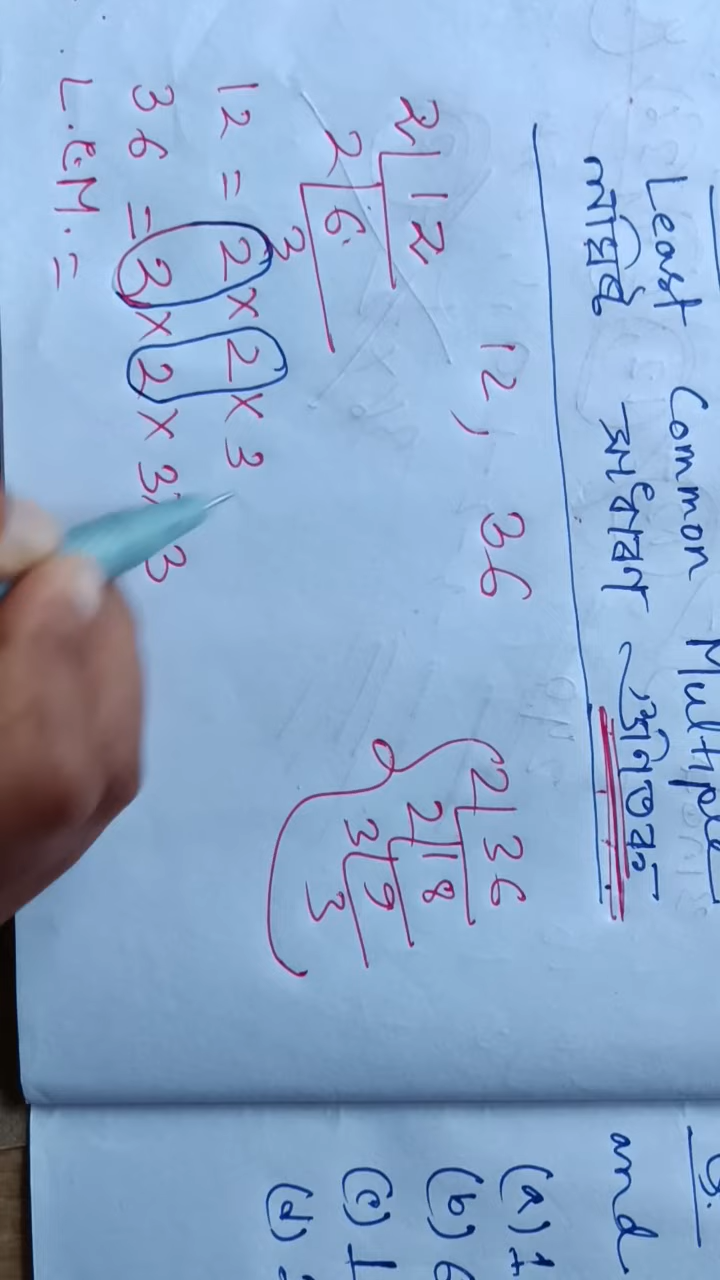 Least Common Multiple
লঘিষ্ঠ সাধারণ গুণিতক
12, 36
2 | 12
2 | 6
3
2 | 36
2 | 18
3 | 9
3
12 = 2 × 2 × 3
36 = 2 × 2 × 3 × 3
L.C.M. =
and
(a)
(b)
(c)
(d)